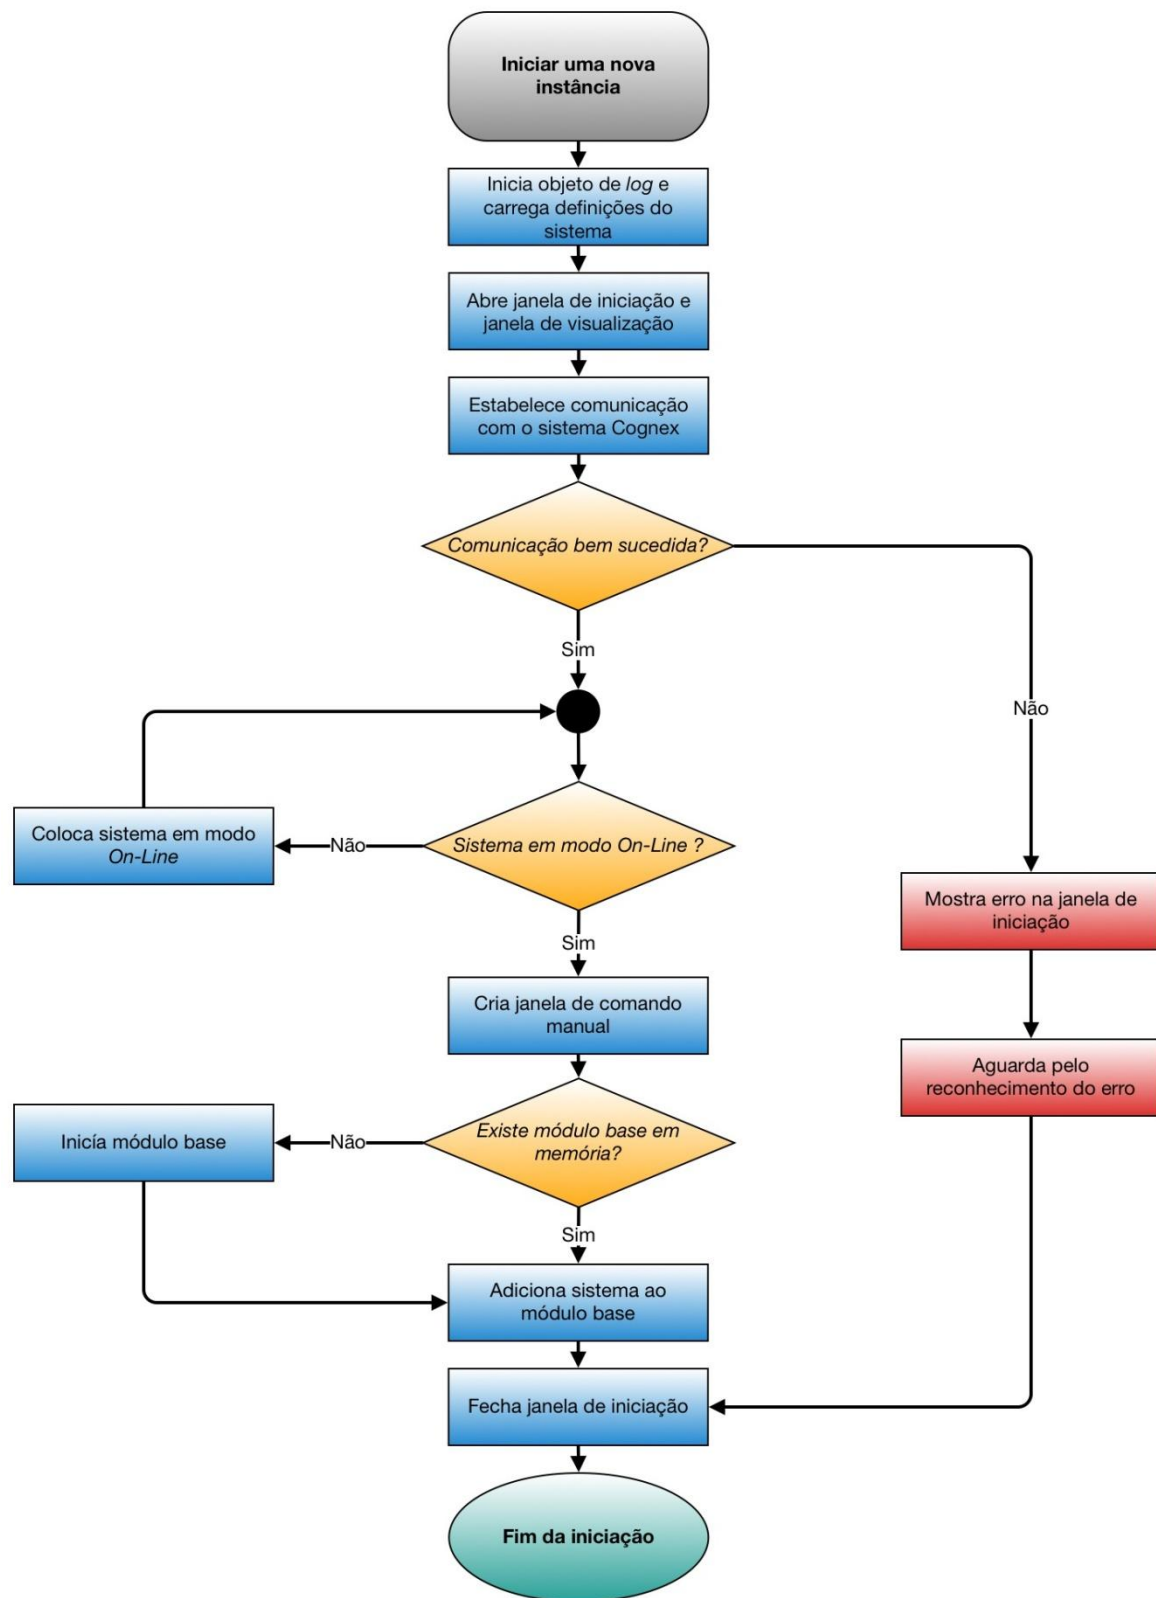 Iniciar uma nova
instância
Inicia objeto de log e
carrega definições do
sistema
Abre janela de iniciação e
janela de visualização
Estabelece comunicação
com o sistema Cognex
Comunicação bem sucedida?
Sim
Não
Coloca sistema em modo
On-Line
Não
Sistema em modo On-Line ?
Sim
Mostra erro na janela de
iniciação
Cria janela de comando
manual
Aguarda pelo
reconhecimento do erro
Inicía módulo base
Não
Existe módulo base em
memória?
Sim
Adiciona sistema ao
módulo base
Fecha janela de iniciação
Fim da iniciação